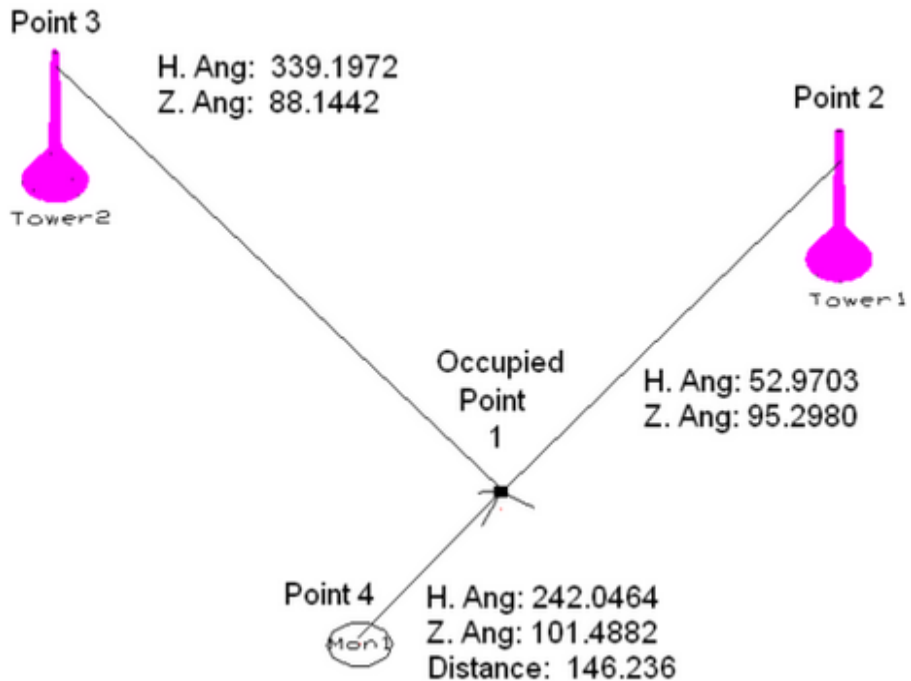 Point 3
H. Ang: 339.1972
Z. Ang: 88.1442
Point 2
Tower2
Tower1
Occupied
Point
1
H. Ang: 52.9703
Z. Ang: 95.2980
Point 4
Mon1
H. Ang: 242.0464
Z. Ang: 101.4882
Distance: 146.236